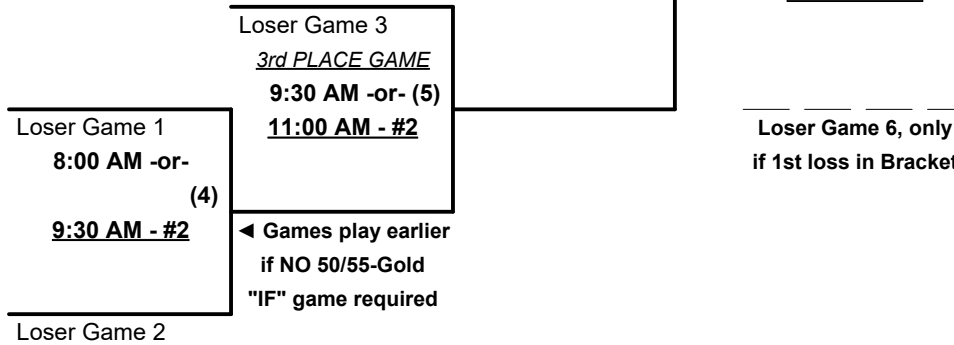 Loser Game 3
3rd PLACE GAME
9:30 AM -or- (5)
11:00 AM - #2
Loser Game 1
8:00 AM -or-
(4)
9:30 AM - #2
◄ Games play earlier
if NO 50/55-Gold
"IF" game required
Loser Game 2
Loser Game 6, only
if 1st loss in Bracket